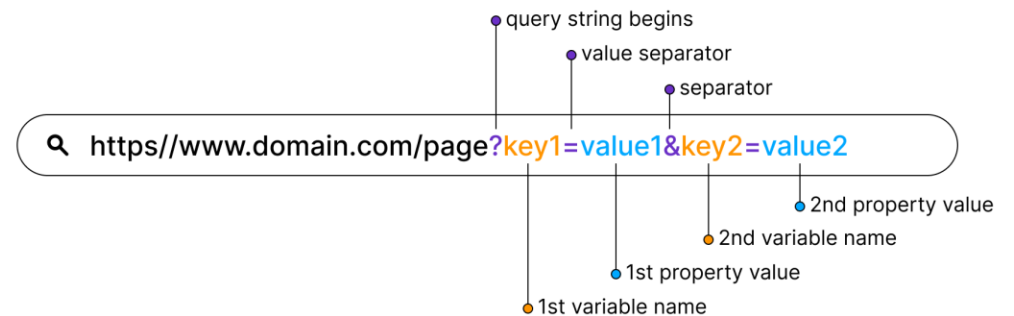 query string begins
value separator
separator
https//www.domain.com/page?key1=value1&key2=value2
2nd property value
2nd variable name
1st property value
1st variable name